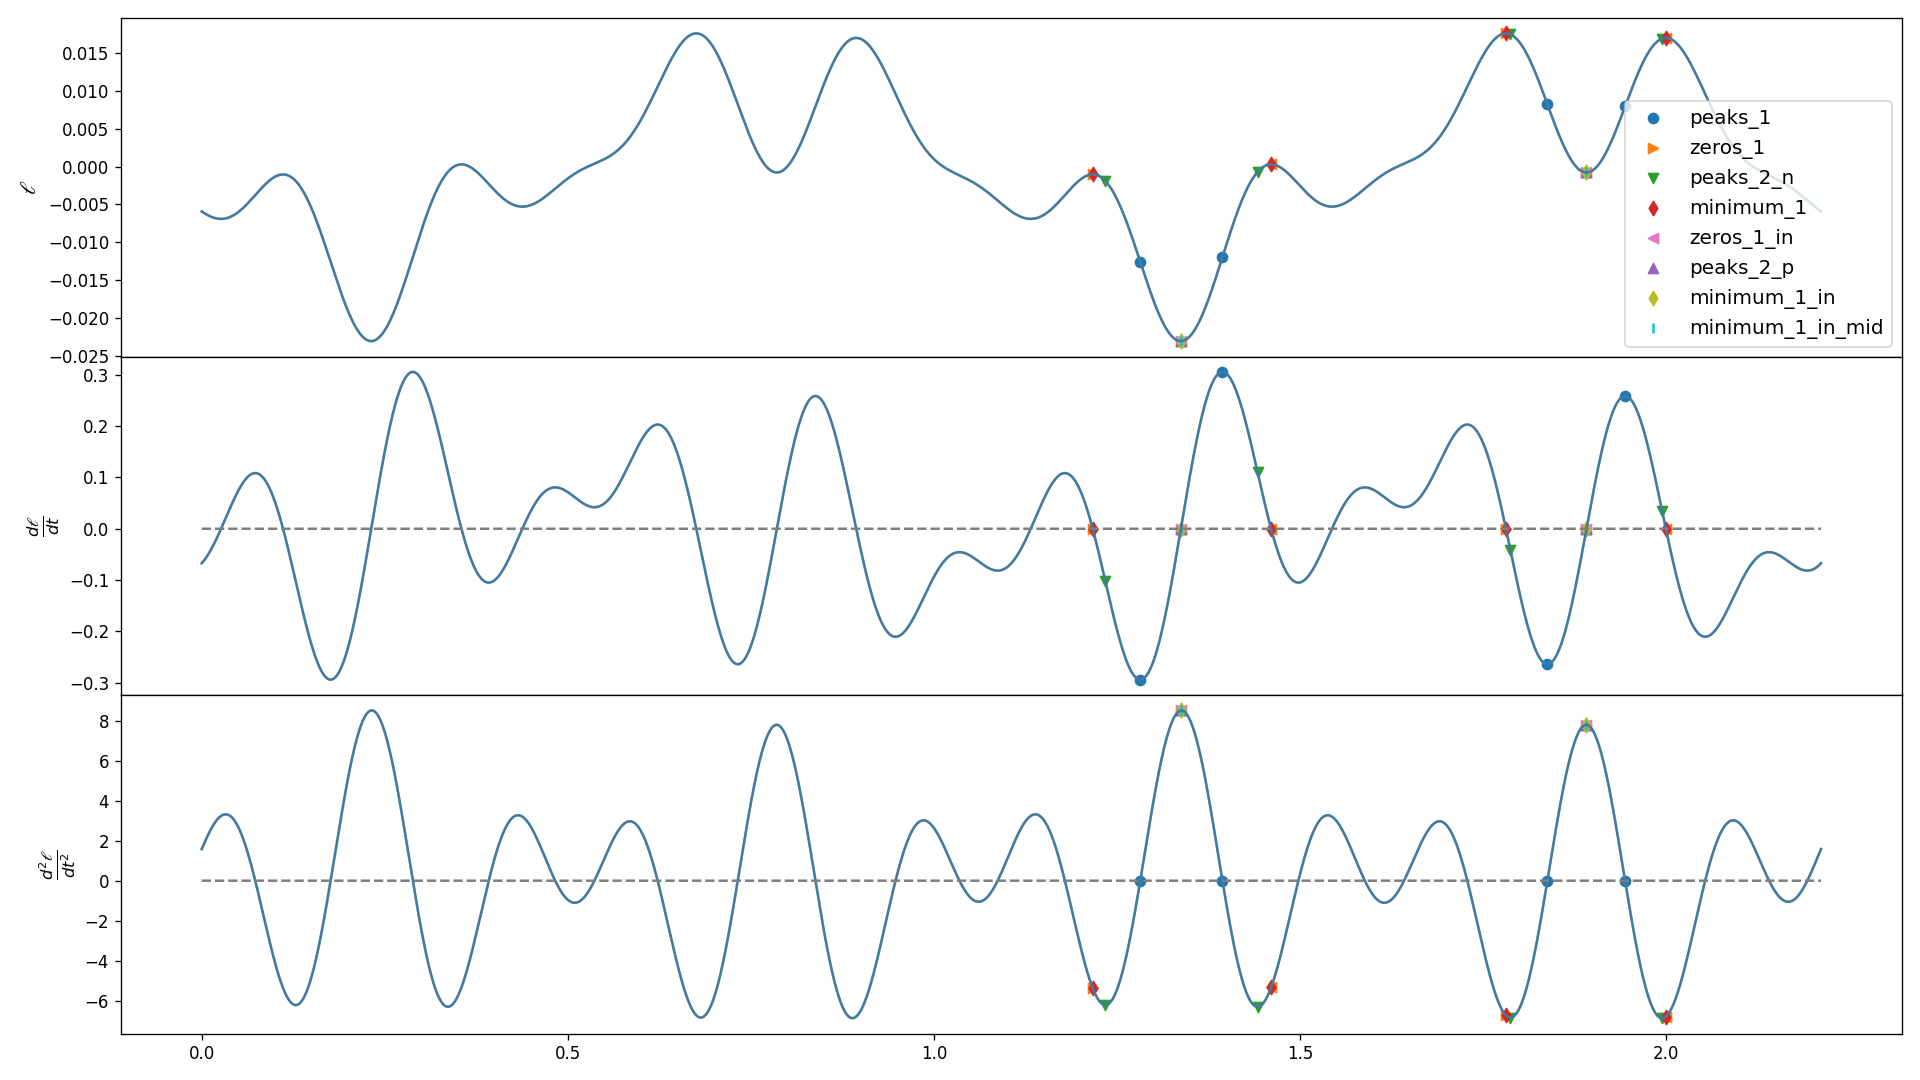 0.015
0.010
0.005
0.000
−0.005
−0.010
−0.015
−0.020
−0.025
ℓ
peaks_1
zeros_1
peaks_2_n
minimum_1
zeros_1_in
peaks_2_p
minimum_1_in
minimum_1_in_mid
0.3
0.2
0.1
0.0
−0.1
−0.2
−0.3
dℓ/dt
8
6
4
2
0
−2
−4
−6
d²ℓ/dt²
0.0 0.5 1.0 1.5 2.0